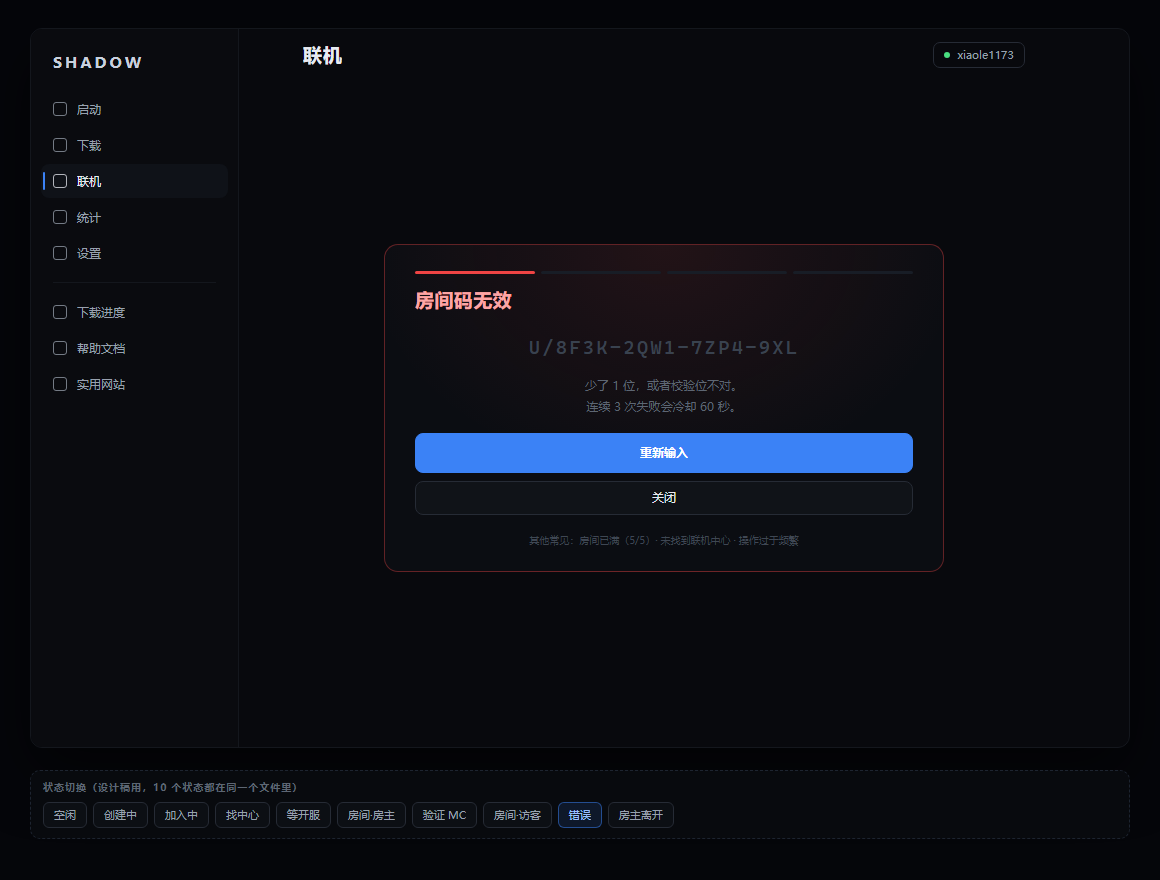 SHADOW
联机
xiaole1173
启动
下载
联机
统计
设置
下载进度
帮助文档
实用网站
房间码无效
U/8F3K-2QW1-7ZP4-9XL
少了 1 位，或者校验位不对。
连续 3 次失败会冷却 60 秒。
重新输入
关闭
其他常见：房间已满（5/5）· 未找到联机中心 · 操作过于频繁
状态切换（设计稿用，10 个状态都在同一个文件里）
空闲 创建中 加入中 找中心 等开服 房间·房主 验证 MC 房间·访客 错误 房主离开